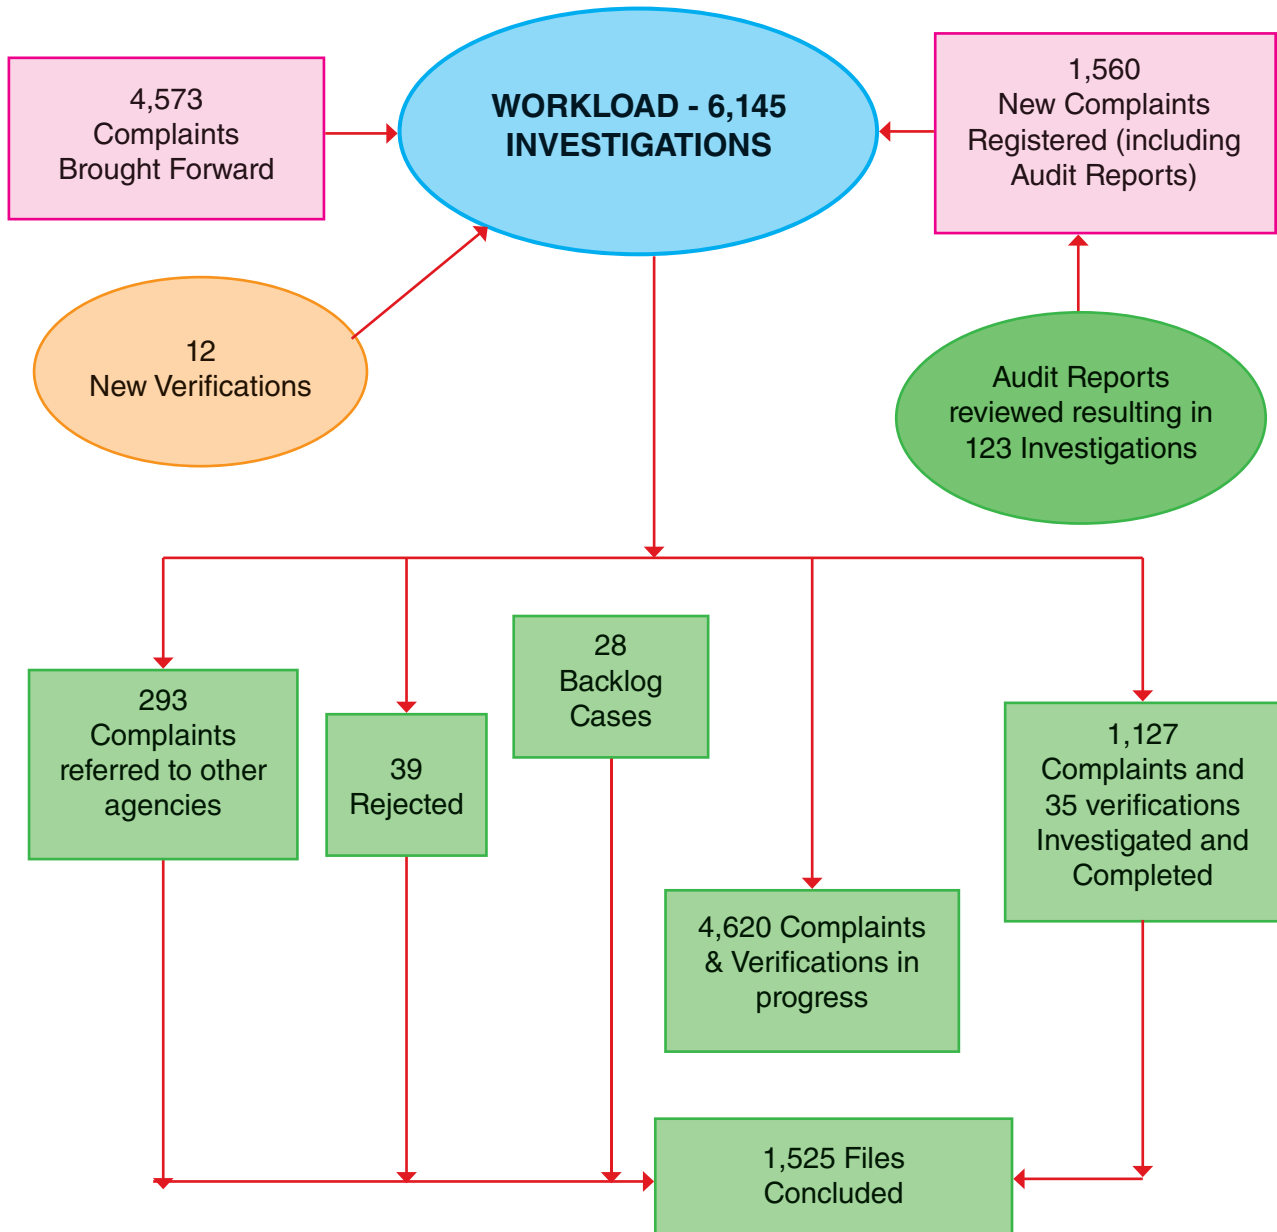 4,573
Complaints
Brought Forward
WORKLOAD - 6,145
INVESTIGATIONS
1,560
New Complaints
Registered (including
Audit Reports)
12
New Verifications
Audit Reports
reviewed resulting in
123 Investigations
293
Complaints
referred to other
agencies
39
Rejected
28
Backlog
Cases
4,620 Complaints
& Verifications in
progress
1,127
Complaints and
35 verifications
Investigated and
Completed
1,525 Files
Concluded